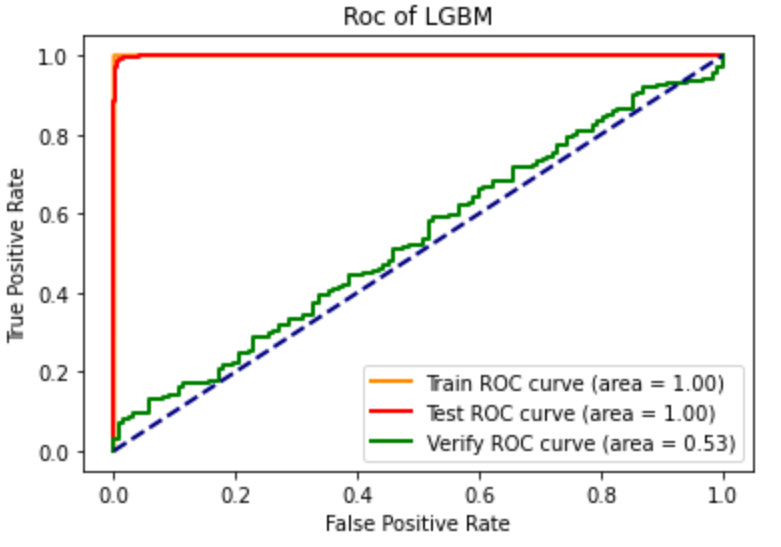 Roc of LGBM
1.0
0.8
0.6
0.4
0.2
0.0
True Positive Rate
Train ROC curve (area = 1.00)
Test ROC curve (area = 1.00)
Verify ROC curve (area = 0.53)
0.0 0.2 0.4 0.6 0.8 1.0
False Positive Rate